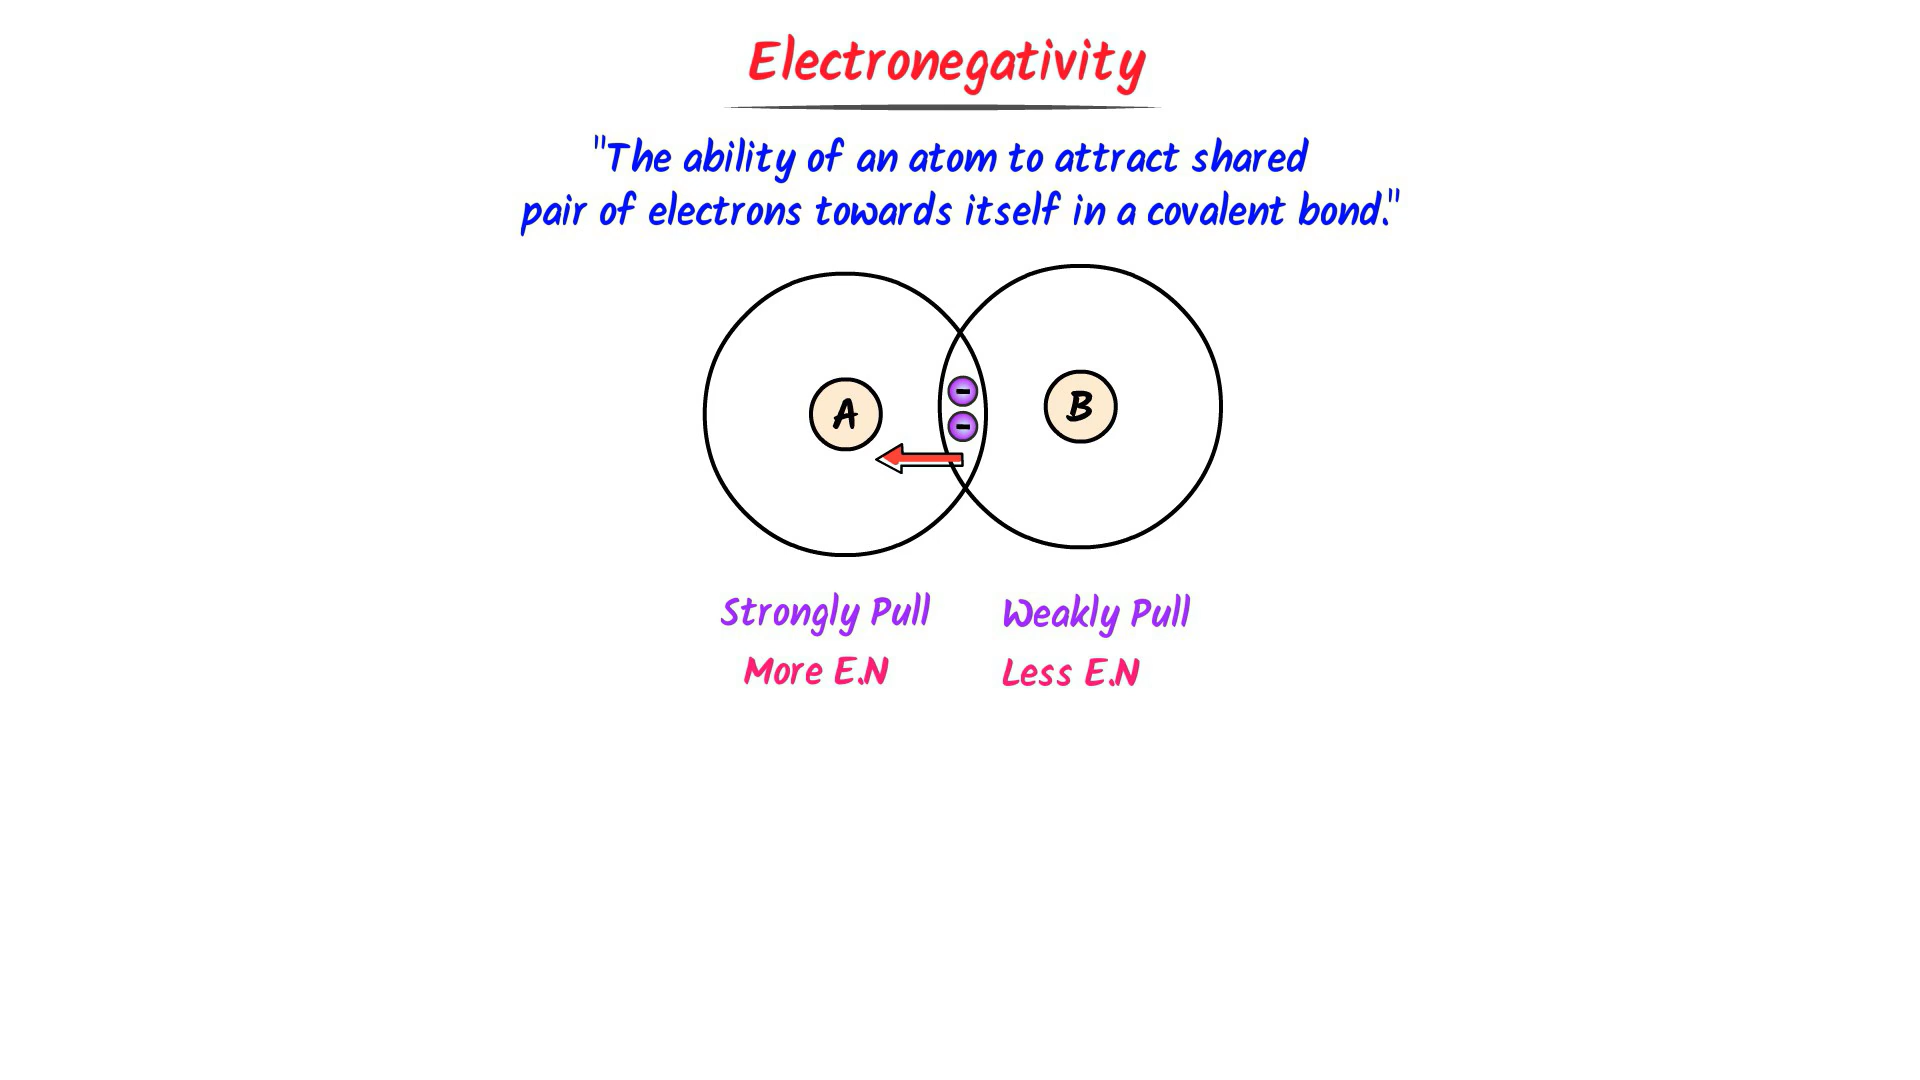 Electronegativity
"The ability of an atom to attract shared
pair of electrons towards itself in a covalent bond."
A B
- -
Strongly Pull Weakly Pull
More E.N Less E.N